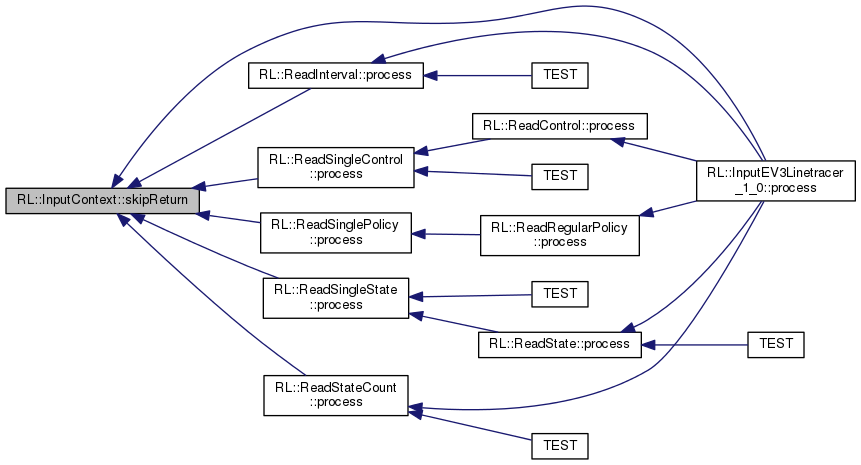 RL::ReadInterval::process
TEST
RL::ReadControl::process
RL::ReadSingleControl
::process
TEST
RL::InputEV3Linetracer
_1_0::process
RL::InputContext::skipReturn
RL::ReadSinglePolicy
::process
RL::ReadRegularPolicy
::process
RL::ReadSingleState
::process
TEST
RL::ReadState::process
TEST
RL::ReadStateCount
::process
TEST